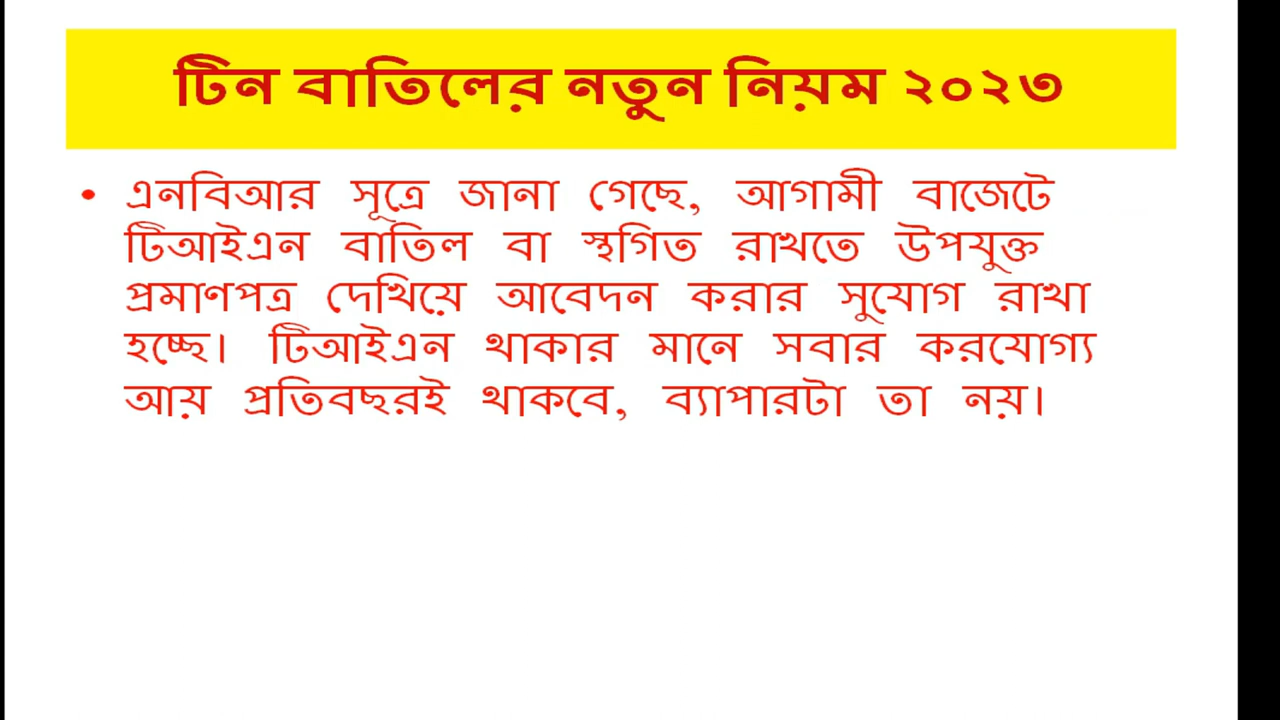 টিন বাতিলের নতুন নিয়ম ২০২৩
• এনবিআর সূত্রে জানা গেছে, আগামী বাজেটে
টিআইএন বাতিল বা স্থগিত রাখতে উপযুক্ত
প্রমাণপত্র দেখিয়ে আবেদন করার সুযোগ রাখা
হচ্ছে। টিআইএন থাকার মানে সবার করযোগ্য
আয় প্রতিবছরই থাকবে, ব্যাপারটা তা নয়।